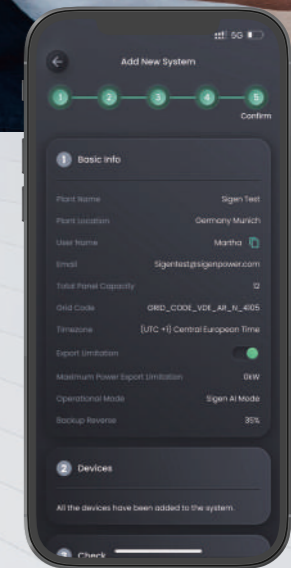 5G
Add New System
1 2 3 4 5
Confirm
1 Basic Info
Plant Name Sigen Test
Plant Location Germany Munich
User Name Martha
Email Sigentest@sigenpower.com
Total Panel Capacity 12
Grid Code GRID_CODE_VDE_AR_N_4105
Timezone (UTC +1) Central European Time
Export Limitation
Maximum Power Export Limitation 0kW
Operational Mode Sigen AI Mode
Backup Reverse 35%
2 Devices
All the devices have been added to the system.
3 Check